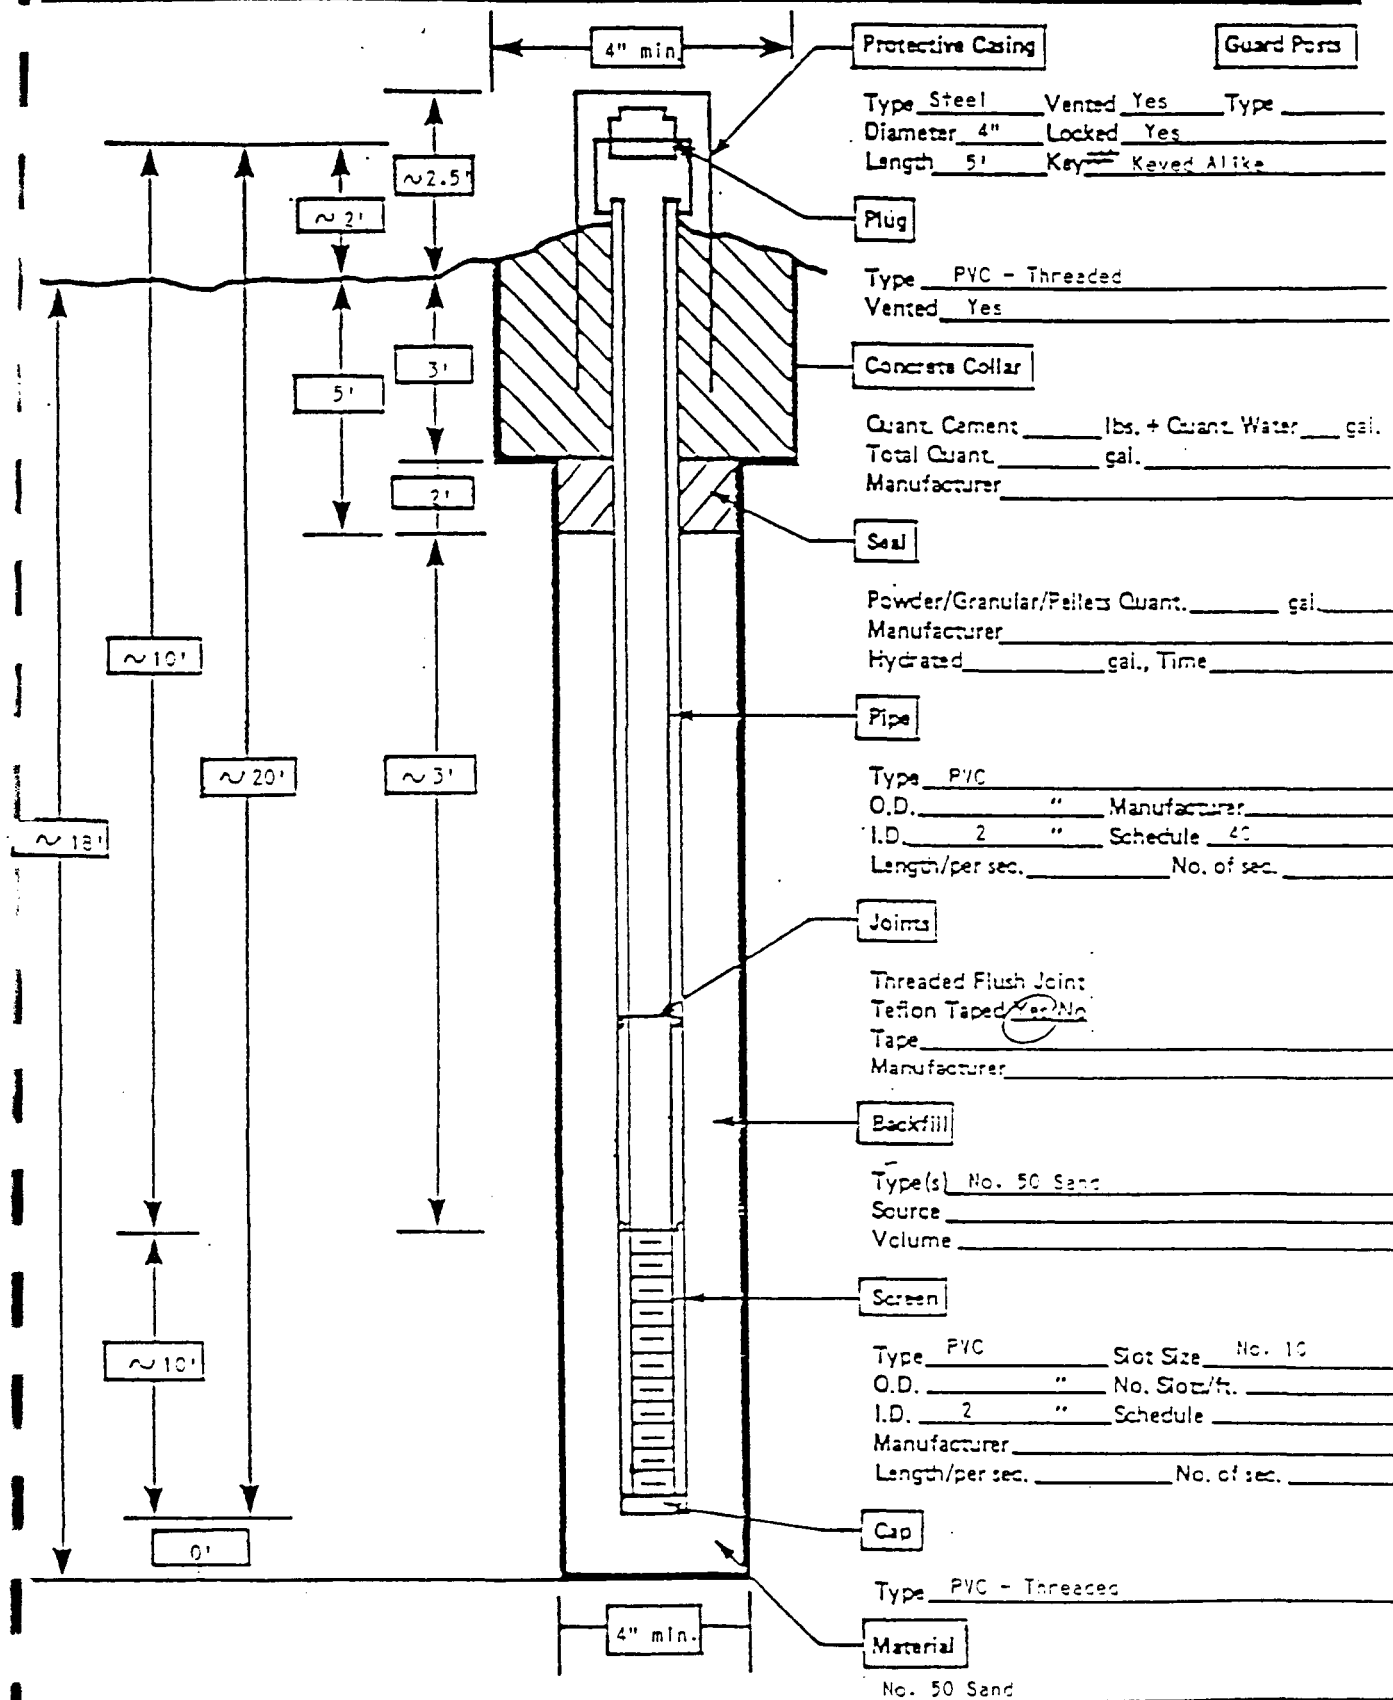 4" min.
Protective Casing Guard Posts
Type Steel Vented Yes Type
Diameter 4" Locked Yes
Length 5' Key Keyed Alike
~2.5'
~2'
Plug
Type PVC - Threaded
Vented Yes
3'
5'
Concrete Collar
Quant. Cement lbs. + Quant. Water gal.
Total Quant. gal.
Manufacturer
2'
Seal
Powder/Granular/Pellets Quant. gal.
Manufacturer
Hydrated gal., Time
~10'
Pipe
~20'
~3'
Type PVC
O.D. " Manufacturer
I.D. 2 " Schedule 40
Length/per sec. No. of sec.
~18'
Joints
Threaded Flush Joint
Teflon Taped Yes/No
Tape
Manufacturer
Backfill
Type(s) No. 50 Sand
Source
Volume
Screen
~10'
Type PVC Slot Size No. 10
O.D. " No. Slots/ft.
I.D. 2 " Schedule
Manufacturer
Length/per sec. No. of sec.
Cap
0'
Type PVC - Threaded
4" min.
Material
No. 50 Sand